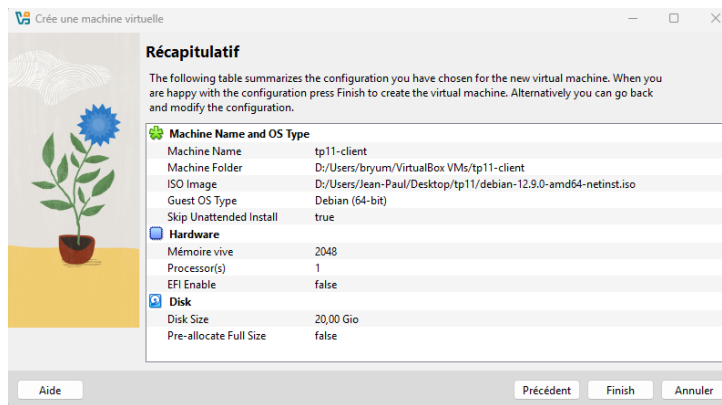 Crée une machine virtuelle
Récapitulatif
The following table summarizes the configuration you have chosen for the new virtual machine. When you
are happy with the configuration press Finish to create the virtual machine. Alternatively you can go back
and modify the configuration.
Machine Name and OS Type
Machine Name tp11-client
Machine Folder D:/Users/bryum/VirtualBox VMs/tp11-client
ISO Image D:/Users/Jean-Paul/Desktop/tp11/debian-12.9.0-amd64-netinst.iso
Guest OS Type Debian (64-bit)
Skip Unattended Install true
Hardware
Mémoire vive 2048
Processor(s) 1
EFI Enable false
Disk
Disk Size 20,00 Gio
Pre-allocate Full Size false
Aide Précédent Finish Annuler